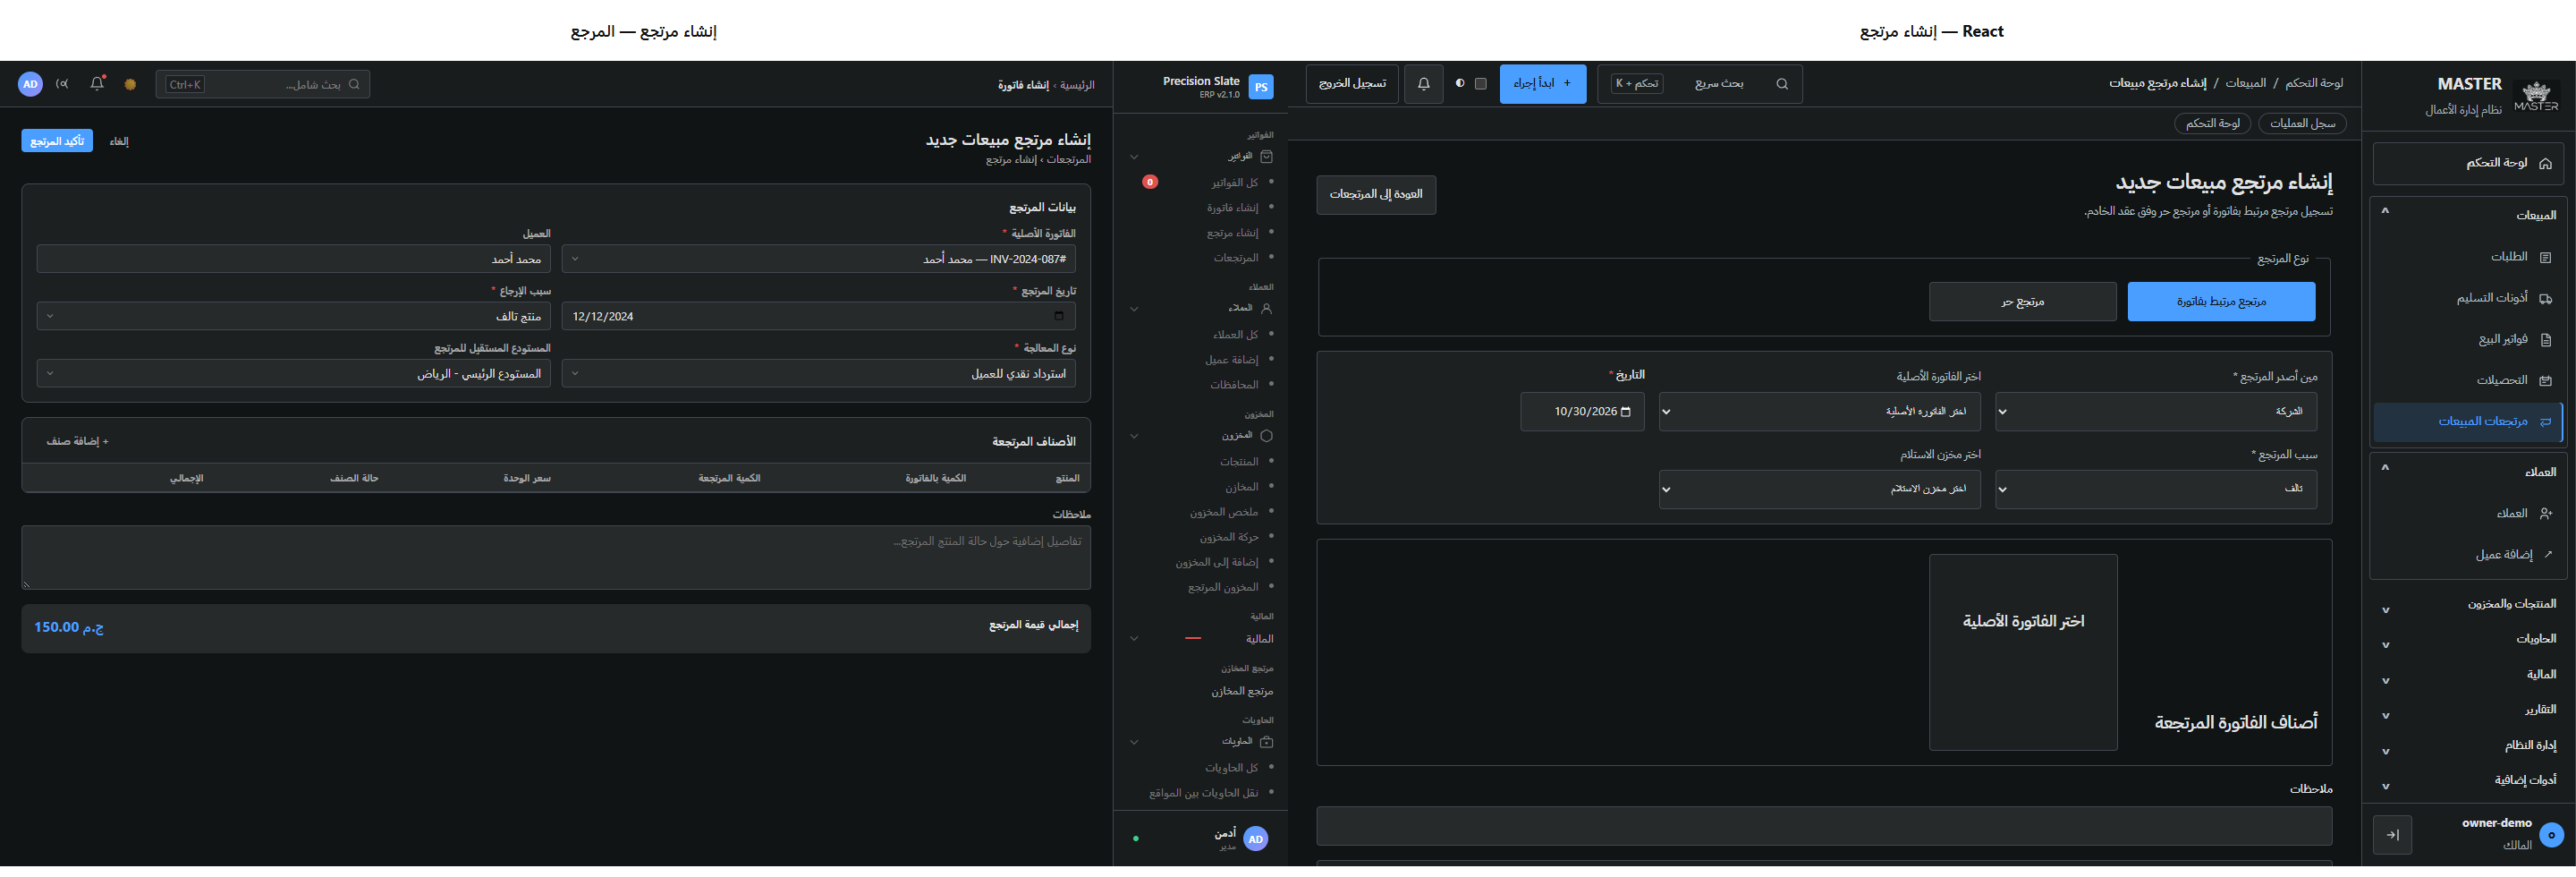 إنشاء مرتجع — React
MASTER
نظام إدارة الأعمال
MASTER
لوحة التحكم
المبيعات
الطلبات
أذونات التسليم
فواتير البيع
التحصيلات
مرتجعات المبيعات
العملاء
العملاء
إضافة عميل
المنتجات والمخزون
الحاويات
المالية
التقارير
إدارة النظام
أدوات إضافية
owner-demo
المالك
لوحة التحكم / المبيعات / إنشاء مرتجع مبيعات
بحث سريع
تحكم + K
+ ابدأ إجراء
تسجيل الخروج
سجل العمليات
لوحة التحكم
إنشاء مرتجع مبيعات جديد
تسجيل مرتجع مرتبط بفاتورة أو مرتجع حر وفق عقد الخادم.
العودة إلى المرتجعات
نوع المرتجع
مرتجع مرتبط بفاتورة
مرتجع حر
مين أصدر المرتجع *
اختر الفاتورة الأصلية
التاريخ *
الشركة
اختر الفاتورة الأصلية
10/30/2026
سبب المرتجع *
اختر مخزن الاستلام
تالف
اختر مخزن الاستلام
اختر الفاتورة الأصلية
أصناف الفاتورة المرتجعة
ملاحظات
إنشاء مرتجع — المرجع
PS
Precision Slate
ERP v2.1.0
الفواتير
الفواتير
كل الفواتير
0
إنشاء فاتورة
إنشاء مرتجع
المرتجعات
العملاء
العملاء
كل العملاء
إضافة عميل
المحافظات
المخزون
المخزون
المنتجات
المخازن
ملخص المخزون
حركة المخزون
إضافة إلى المخزون
المخزون المرتجع
المالية
المالية
مرتجع المخازن
مرتجع المخازن
الحاويات
الحاويات
كل الحاويات
نقل الحاويات بين المواقع
AD
أدمن
مدير
الرئيسية › إنشاء فاتورة
بحث شامل...
Ctrl+K
AD
إنشاء مرتجع مبيعات جديد
المرتجعات › إنشاء مرتجع
إلغاء
تأكيد المرتجع
بيانات المرتجع
الفاتورة الأصلية *
العميل
#INV-2024-087 — محمد أحمد
محمد أحمد
تاريخ المرتجع *
سبب الإرجاع *
12/12/2024
منتج تالف
نوع المعالجة *
المستودع المستقبل للمرتجع
استرداد نقدي للعميل
المستودع الرئيسي - الرياض
الأصناف المرتجعة
+ إضافة صنف
المنتج
الكمية بالفاتورة
الكمية المرتجعة
سعر الوحدة
حالة الصنف
الإجمالي
ملاحظات
تفاصيل إضافية حول حالة المنتج المرتجع...
إجمالي قيمة المرتجع
150.00 ج.م